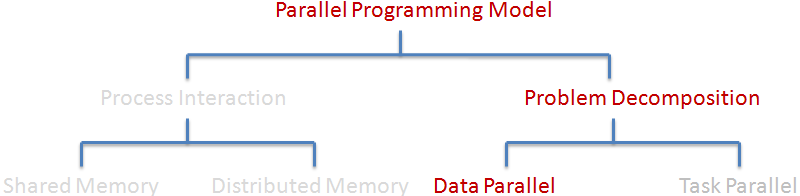 Parallel Programming Model
Process Interaction
Problem Decomposition
Shared Memory
Distributed Memory
Data Parallel
Task Parallel